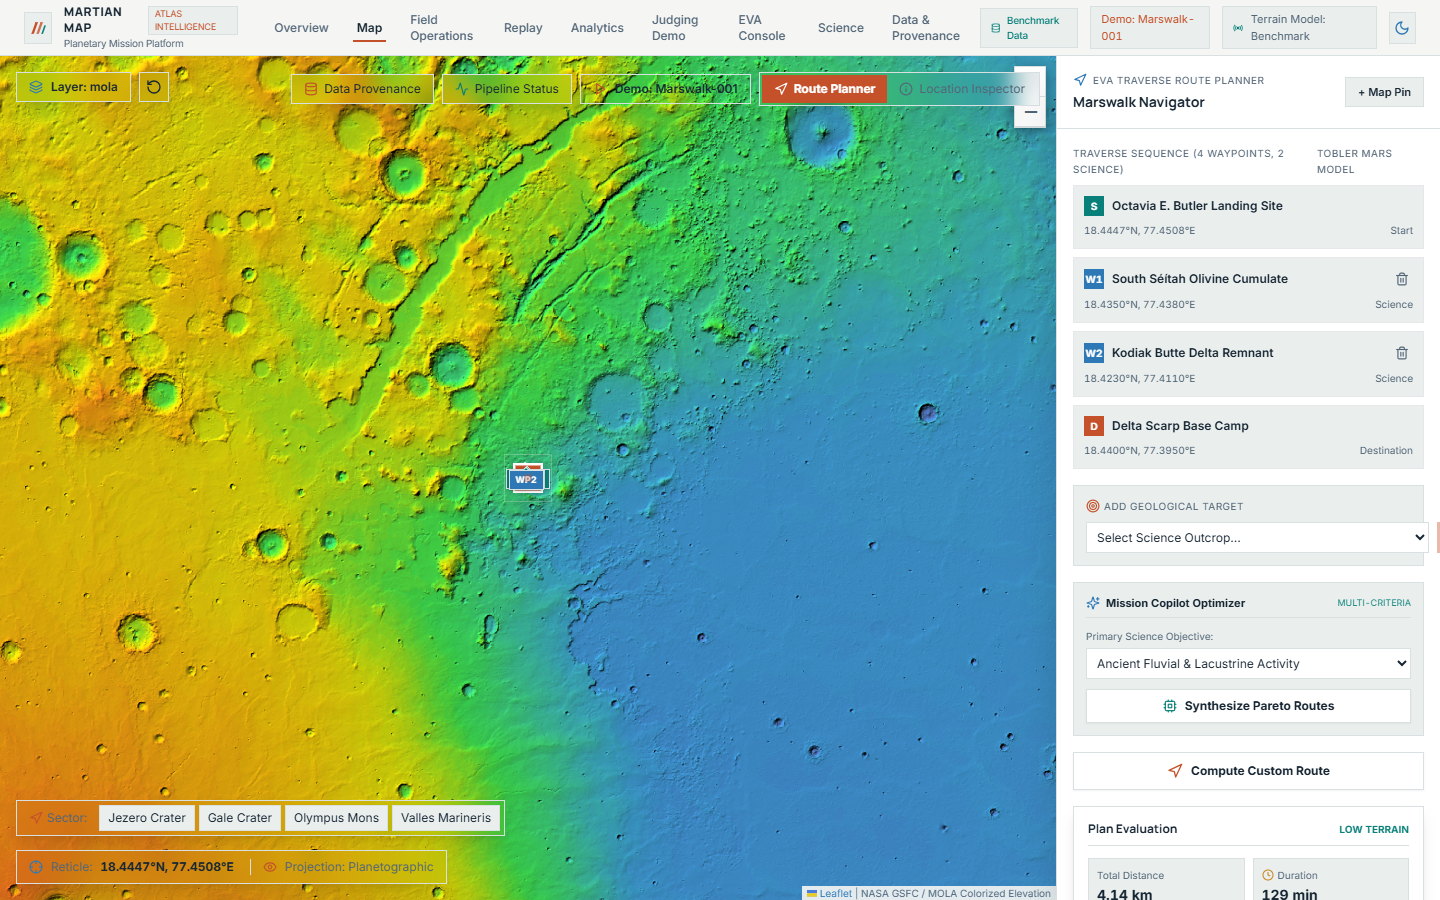 MARTIAN MAP
ATLAS INTELLIGENCE
Planetary Mission Platform
Overview
Map
Field Operations
Replay
Analytics
Judging Demo
EVA Console
Science
Data & Provenance
Benchmark Data
Demo: Marswalk-001
Terrain Model: Benchmark
Layer: mola
Data Provenance
Pipeline Status
Demo: Marswalk-001
Route Planner
Location Inspector
−
WP2
Sector:
Jezero Crater
Gale Crater
Olympus Mons
Valles Marineris
Reticle: 18.4447°N, 77.4508°E
Projection: Planetographic
Leaflet | NASA GSFC / MOLA Colorized Elevation
EVA TRAVERSE ROUTE PLANNER
Marswalk Navigator
+ Map Pin
TRAVERSE SEQUENCE (4 WAYPOINTS, 2 SCIENCE)
TOBLER MARS MODEL
S Octavia E. Butler Landing Site
18.4447°N, 77.4508°E Start
W1 South Séítah Olivine Cumulate
18.4350°N, 77.4380°E Science
W2 Kodiak Butte Delta Remnant
18.4230°N, 77.4110°E Science
D Delta Scarp Base Camp
18.4400°N, 77.3950°E Destination
ADD GEOLOGICAL TARGET
Select Science Outcrop...
Mission Copilot Optimizer MULTI-CRITERIA
Primary Science Objective:
Ancient Fluvial & Lacustrine Activity
Synthesize Pareto Routes
Compute Custom Route
Plan Evaluation LOW TERRAIN
Total Distance
4.14 km
Duration
129 min